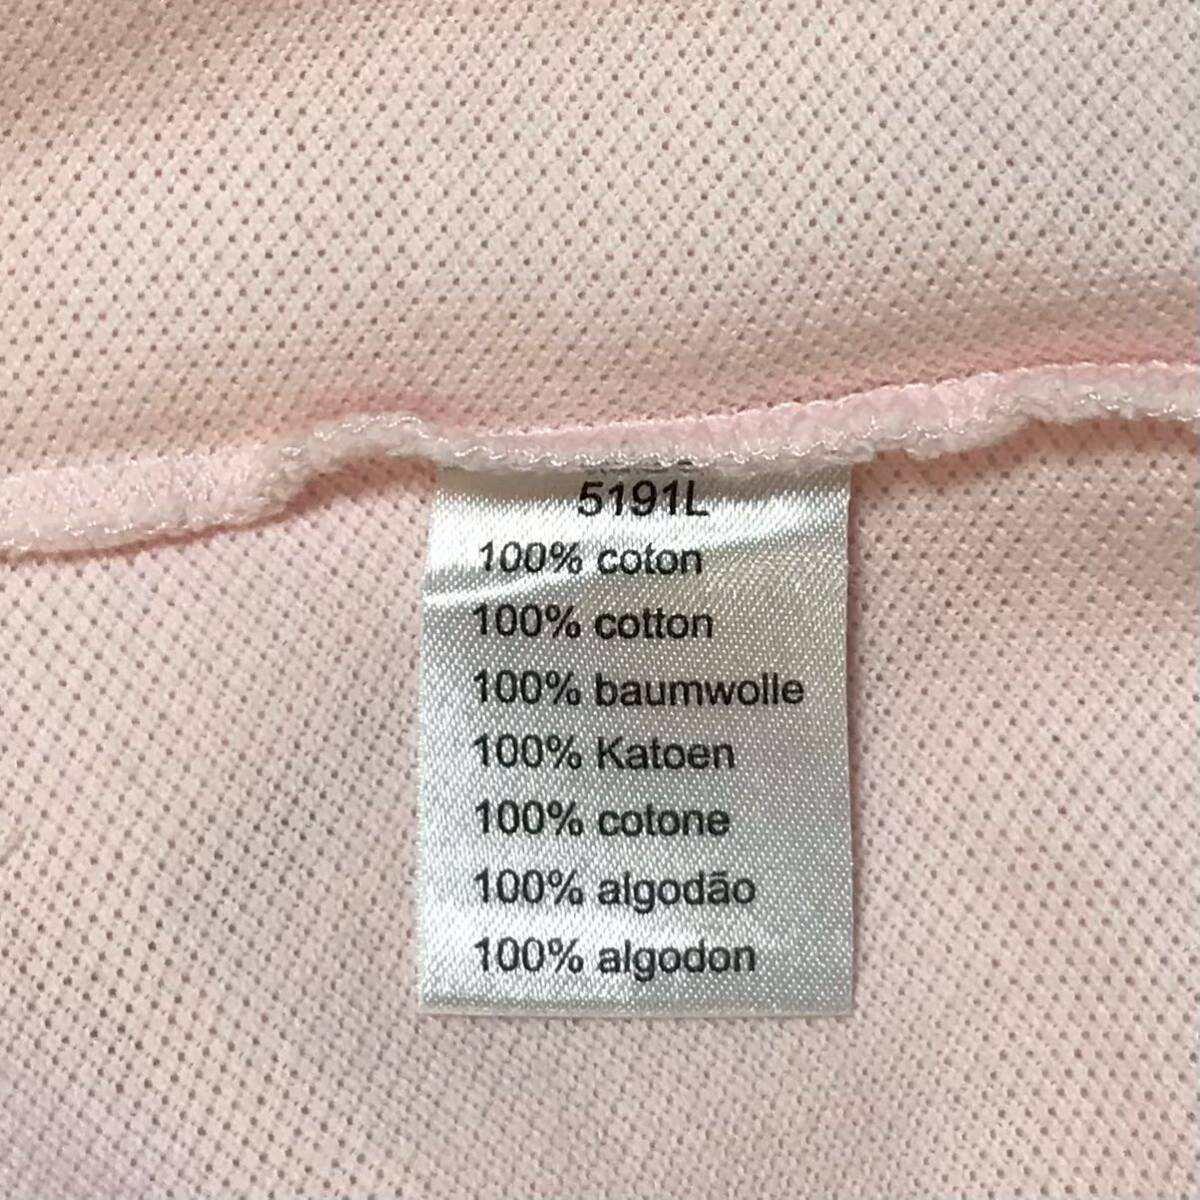 5191L
100% coton
100% cotton
100% baumwolle
100% Katoen
100% cotone
100% algodão
100% algodon